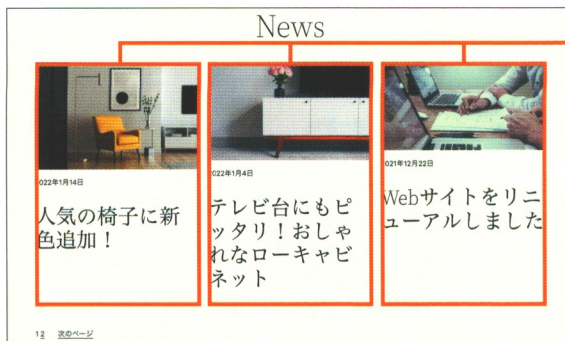 News
022年1月14日
人気の椅子に新
色追加！
022年1月4日
テレビ台にもピ
ッタリ！おしゃ
れなローキャビ
ネット
021年12月22日
Webサイトをリニ
ューアルしました
1 2 次のページ